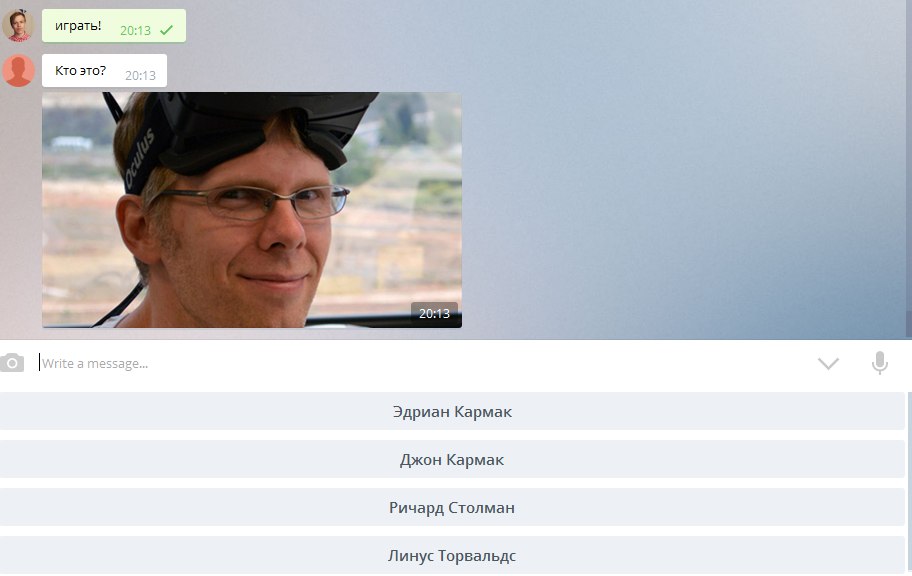 играть!
20:13
Кто это?
20:13
Oculus
20:13
Write a message...
Эдриан Кармак
Джон Кармак
Ричард Столман
Линус Торвальдс